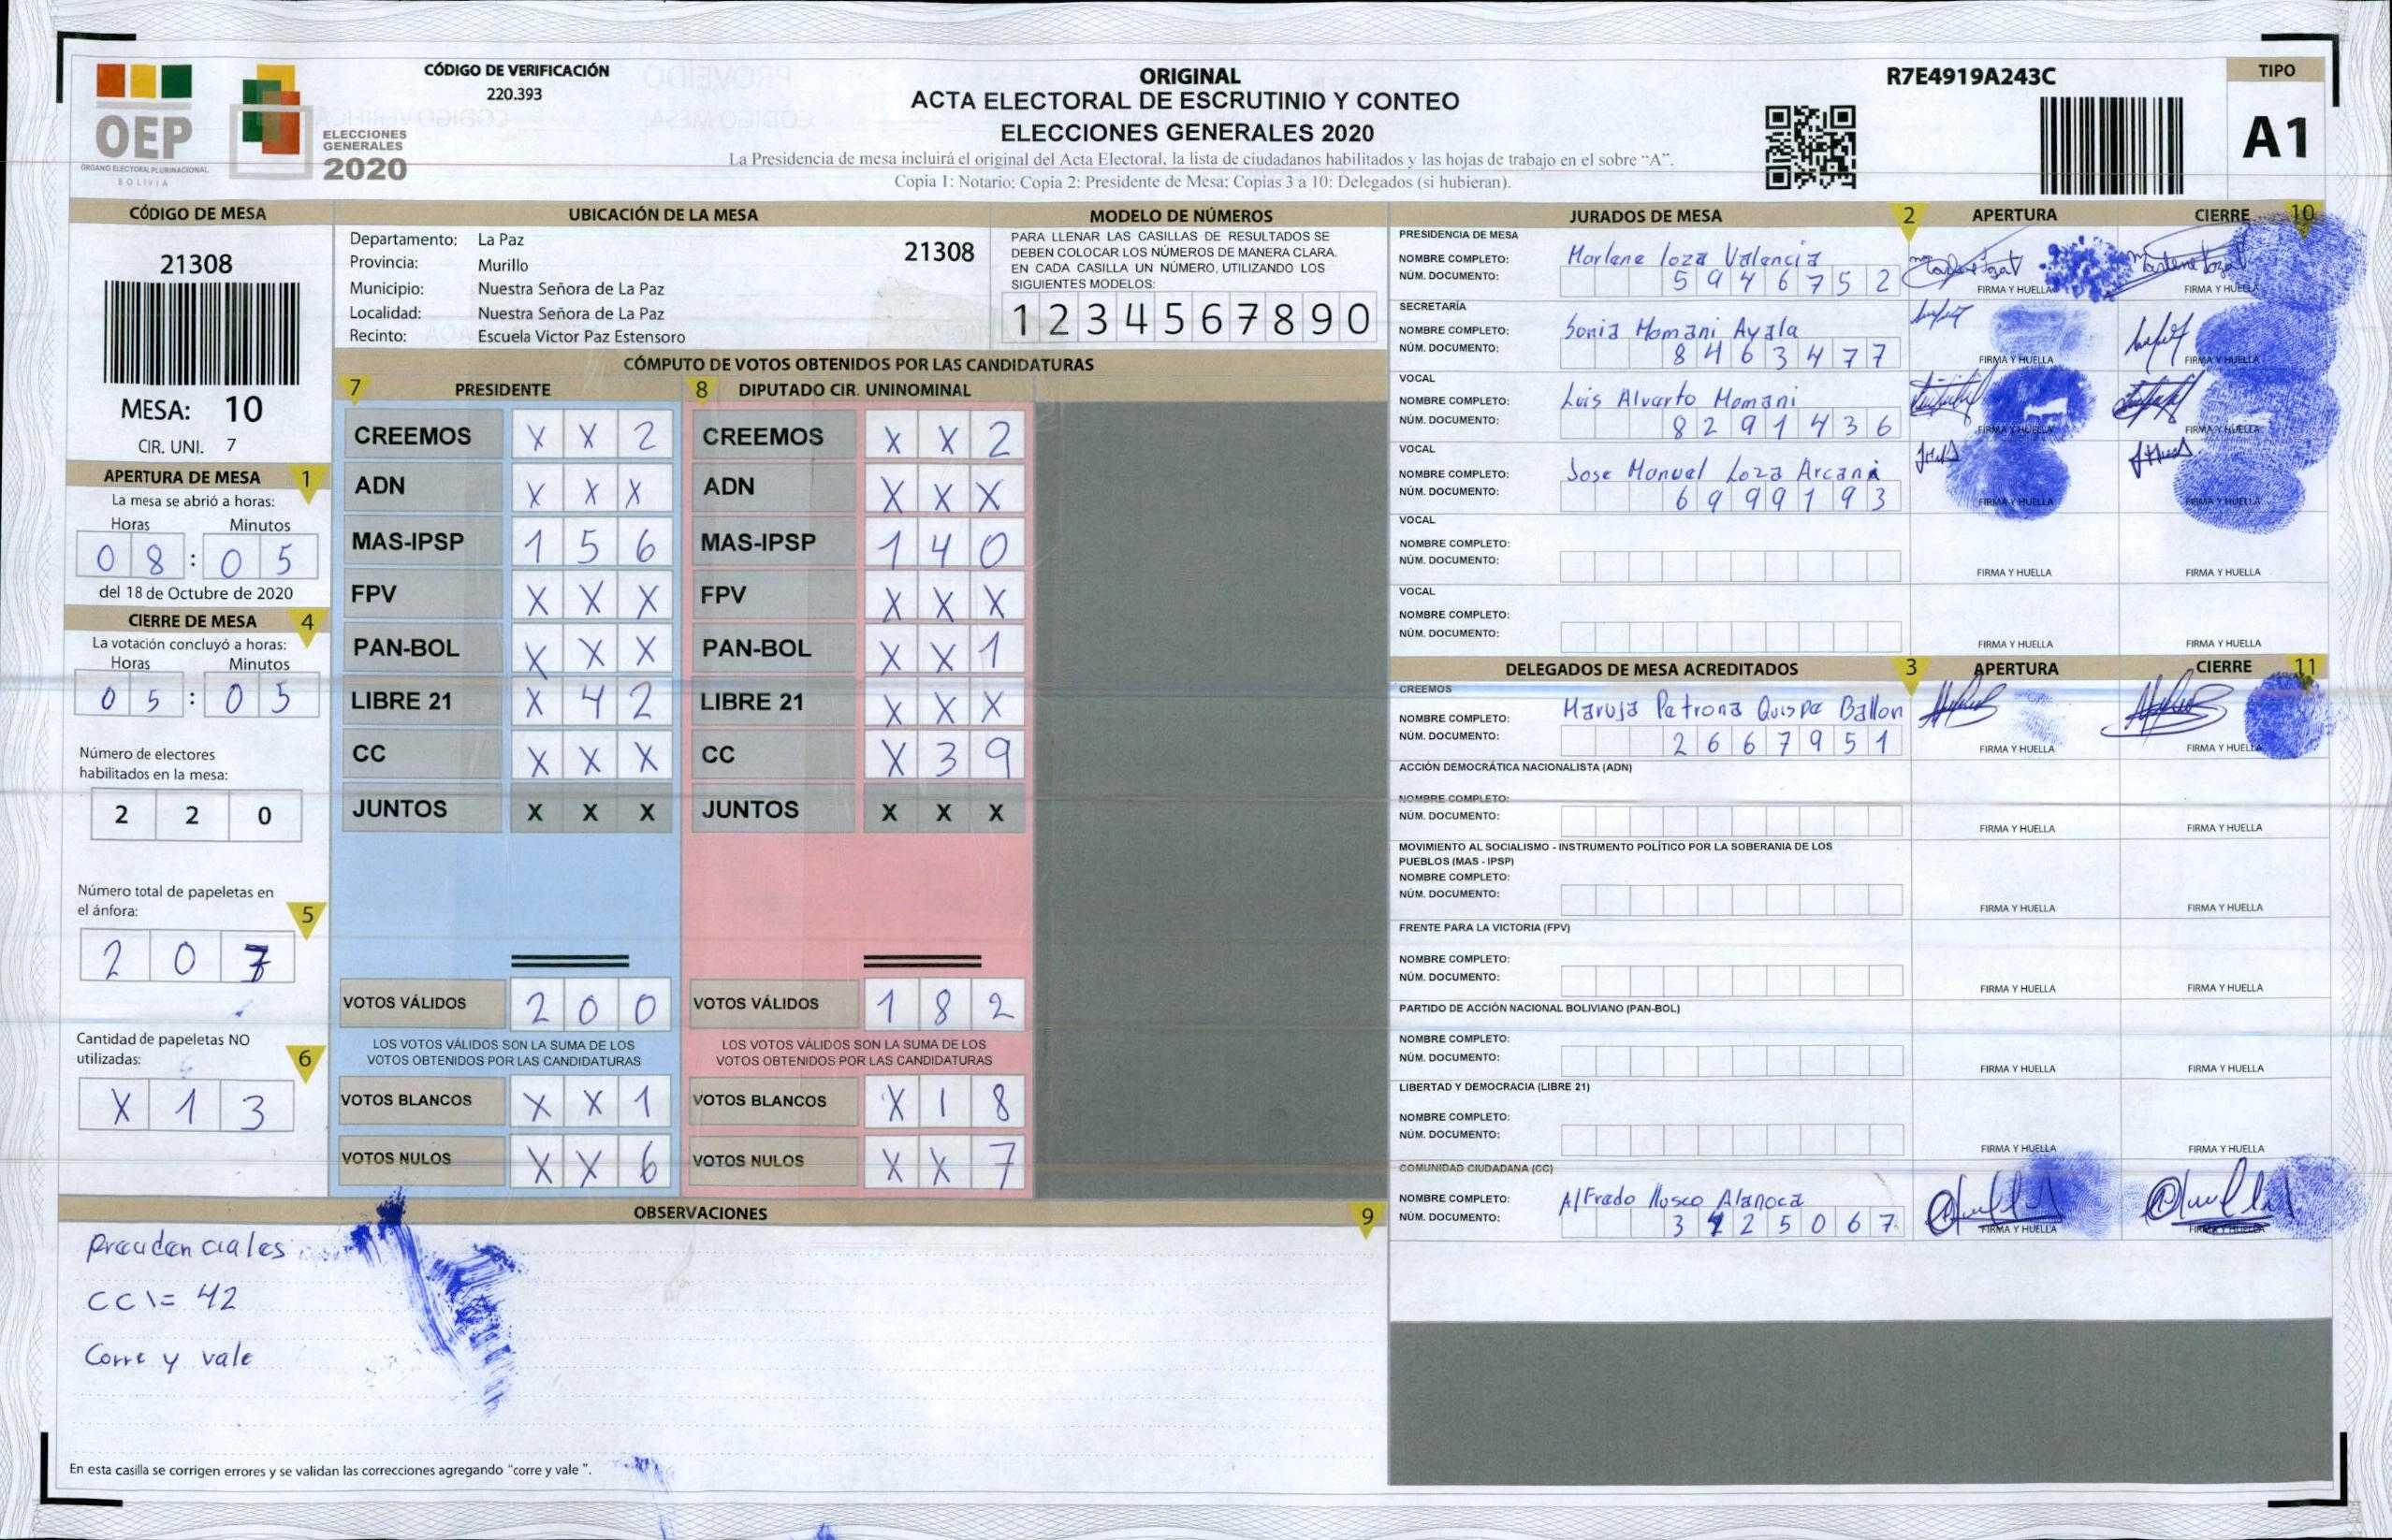 CÓDIGO DE VERIFICACIÓN
220.393
OEP
ÓRGANO ELECTORAL PLURINACIONAL
BOLIVIA
ELECCIONES
GENERALES
2020
ORIGINAL
ACTA ELECTORAL DE ESCRUTINIO Y CONTEO
ELECCIONES GENERALES 2020
La Presidencia de mesa incluirá el original del Acta Electoral, la lista de ciudadanos habilitados y las hojas de trabajo en el sobre “A”.
Copia 1: Notario; Copia 2: Presidente de Mesa; Copias 3 a 10: Delegados (si hubieran).
R7E4919A243C
TIPO
A1
CÓDIGO DE MESA
21308
MESA: 10
CIR. UNI. 7
APERTURA DE MESA 1
La mesa se abrió a horas:
Horas Minutos
0 8 : 0 5
del 18 de Octubre de 2020
CIERRE DE MESA 4
La votación concluyó a horas:
Horas Minutos
0 5 : 0 5
Número de electores
habilitados en la mesa:
2 2 0
Número total de papeletas en
el ánfora: 5
2 0 7
Cantidad de papeletas NO
utilizadas: 6
X 1 3
UBICACIÓN DE LA MESA
Departamento: La Paz 21308
Provincia: Murillo
Municipio: Nuestra Señora de La Paz
Localidad: Nuestra Señora de La Paz
Recinto: Escuela Victor Paz Estensoro
MODELO DE NÚMEROS
PARA LLENAR LAS CASILLAS DE RESULTADOS SE
DEBEN COLOCAR LOS NÚMEROS DE MANERA CLARA.
EN CADA CASILLA UN NÚMERO, UTILIZANDO LOS
SIGUIENTES MODELOS:
1 2 3 4 5 6 7 8 9 0
CÓMPUTO DE VOTOS OBTENIDOS POR LAS CANDIDATURAS
7 PRESIDENTE 8 DIPUTADO CIR. UNINOMINAL
CREEMOS X X 2 CREEMOS X X 2
ADN X X X ADN X X X
MAS-IPSP 1 5 6 MAS-IPSP 1 4 0
FPV X X X FPV X X X
PAN-BOL X X X PAN-BOL X X 1
LIBRE 21 X 4 2 LIBRE 21 X X X
CC X X X CC X 3 9
JUNTOS X X X JUNTOS X X X
VOTOS VÁLIDOS 2 0 0 VOTOS VÁLIDOS 1 8 2
LOS VOTOS VÁLIDOS SON LA SUMA DE LOS LOS VOTOS VÁLIDOS SON LA SUMA DE LOS
VOTOS OBTENIDOS POR LAS CANDIDATURAS VOTOS OBTENIDOS POR LAS CANDIDATURAS
VOTOS BLANCOS X X 1 VOTOS BLANCOS X 1 8
VOTOS NULOS X X 6 VOTOS NULOS X X 7
OBSERVACIONES 9
CC \= 42
Corre y vale
En esta casilla se corrigen errores y se validan las correcciones agregando “corre y vale ”.
JURADOS DE MESA 2 APERTURA CIERRE 10
PRESIDENCIA DE MESA
NOMBRE COMPLETO: Marlene Loza Valencia
NÚM. DOCUMENTO: 5 9 4 6 7 5 2
FIRMA Y HUELLA FIRMA Y HUELLA
SECRETARÍA
NOMBRE COMPLETO: Sonia Mamani Ayala
NÚM. DOCUMENTO: 8 4 6 3 4 7 7
FIRMA Y HUELLA FIRMA Y HUELLA
VOCAL
NOMBRE COMPLETO: Luis Alvarto Mamani
NÚM. DOCUMENTO: 8 2 9 1 4 3 6
FIRMA Y HUELLA FIRMA Y HUELLA
VOCAL
NOMBRE COMPLETO: Jose Manuel Loza Arcani
NÚM. DOCUMENTO: 6 9 9 9 1 9 3
FIRMA Y HUELLA FIRMA Y HUELLA
VOCAL
NOMBRE COMPLETO:
NÚM. DOCUMENTO:
FIRMA Y HUELLA FIRMA Y HUELLA
VOCAL
NOMBRE COMPLETO:
NÚM. DOCUMENTO:
FIRMA Y HUELLA FIRMA Y HUELLA
DELEGADOS DE MESA ACREDITADOS 3 APERTURA CIERRE 11
CREEMOS
NOMBRE COMPLETO: Maruja Petrona Quispe Ballon
NÚM. DOCUMENTO: 2 6 6 7 9 5 1
FIRMA Y HUELLA FIRMA Y HUELLA
ACCIÓN DEMOCRÁTICA NACIONALISTA (ADN)
NOMBRE COMPLETO:
NÚM. DOCUMENTO:
FIRMA Y HUELLA FIRMA Y HUELLA
MOVIMIENTO AL SOCIALISMO - INSTRUMENTO POLÍTICO POR LA SOBERANIA DE LOS
PUEBLOS (MAS - IPSP)
NOMBRE COMPLETO:
NÚM. DOCUMENTO:
FIRMA Y HUELLA FIRMA Y HUELLA
FRENTE PARA LA VICTORIA (FPV)
NOMBRE COMPLETO:
NÚM. DOCUMENTO:
FIRMA Y HUELLA FIRMA Y HUELLA
PARTIDO DE ACCIÓN NACIONAL BOLIVIANO (PAN-BOL)
NOMBRE COMPLETO:
NÚM. DOCUMENTO:
FIRMA Y HUELLA FIRMA Y HUELLA
LIBERTAD Y DEMOCRACIA (LIBRE 21)
NOMBRE COMPLETO:
NÚM. DOCUMENTO:
FIRMA Y HUELLA FIRMA Y HUELLA
COMUNIDAD CIUDADANA (CC)
NOMBRE COMPLETO: Alfredo Alanoca
NÚM. DOCUMENTO: 3 2 5 0 6 7
FIRMA Y HUELLA FIRMA Y HUELLA